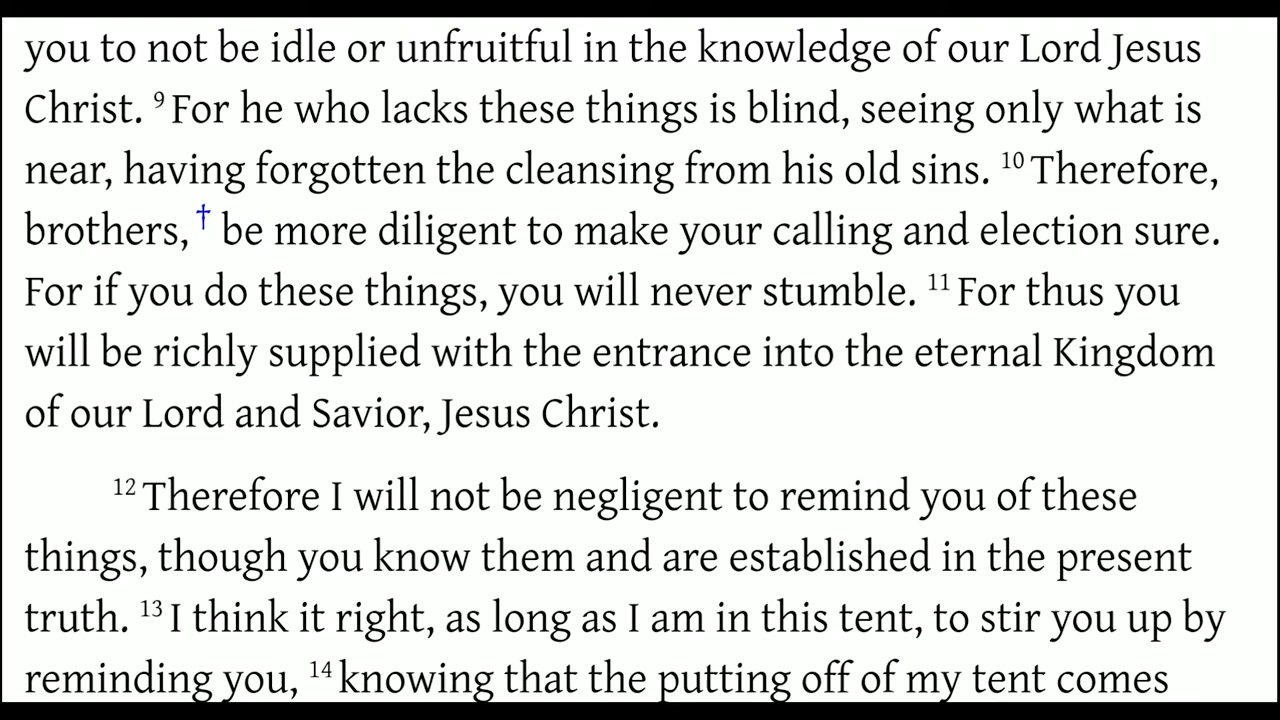 you to not be idle or unfruitful in the knowledge of our Lord Jesus
Christ. 9 For he who lacks these things is blind, seeing only what is
near, having forgotten the cleansing from his old sins. 10 Therefore,
brothers,† be more diligent to make your calling and election sure.
For if you do these things, you will never stumble. 11 For thus you
will be richly supplied with the entrance into the eternal Kingdom
of our Lord and Savior, Jesus Christ.
12 Therefore I will not be negligent to remind you of these
things, though you know them and are established in the present
truth. 13 I think it right, as long as I am in this tent, to stir you up by
reminding you, 14 knowing that the putting off of my tent comes